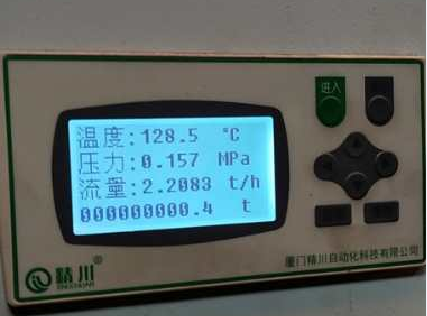 进入
温度:128.5 ℃
压力:0.157 MPa
流量:2.2083 t/h
000000000.4 t
精川®
厦门精川自动化科技有限公司